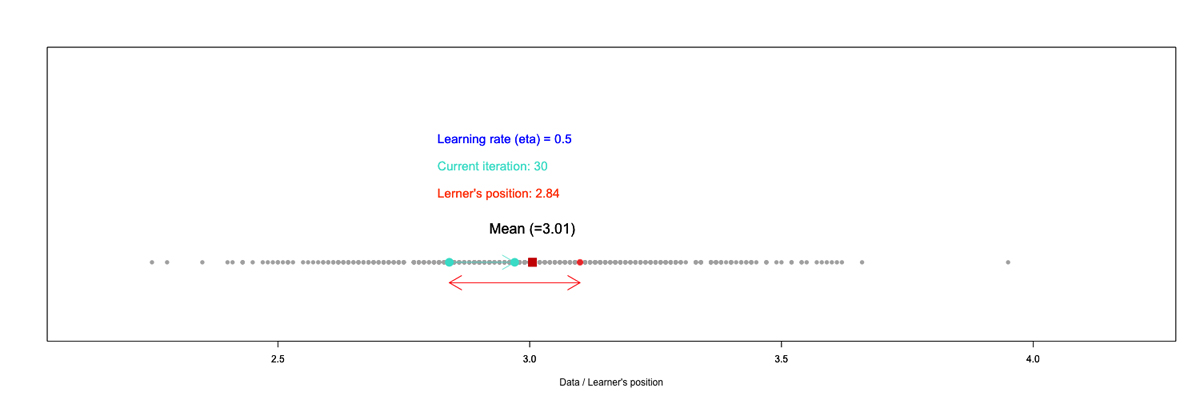 Learning rate (eta) = 0.5
Current iteration: 30
Lerner's position: 2.84
Mean (=3.01)
2.5 3.0 3.5 4.0
Data / Learner's position